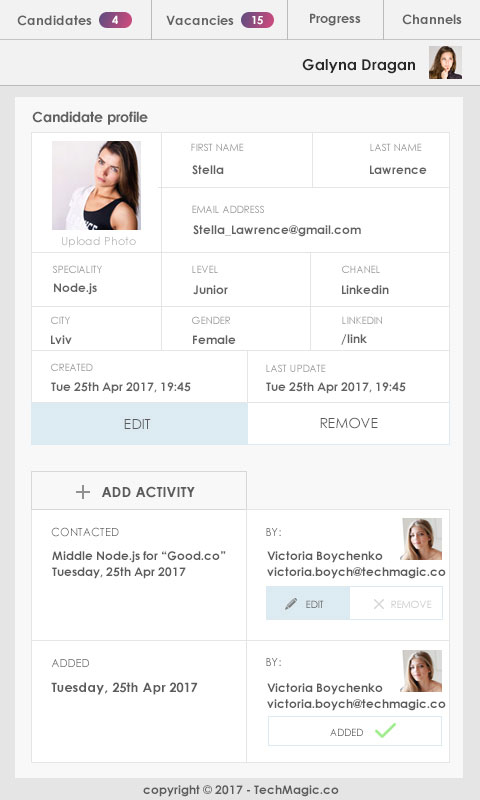 Candidates 4 Vacancies 15 Progress Channels
Galyna Dragan
Candidate profile
FIRST NAME LAST NAME
Stella Lawrence
EMAIL ADDRESS
Stella_Lawrence@gmail.com
Upload Photo
SPECIALITY LEVEL CHANEL
Node.js Junior Linkedin
CITY GENDER LINKEDIN
Lviv Female /link
CREATED LAST UPDATE
Tue 25th Apr 2017, 19:45 Tue 25th Apr 2017, 19:45
EDIT REMOVE
ADD ACTIVITY
CONTACTED BY:
Middle Node.js for “Good.co” Victoria Boychenko
Tuesday, 25th Apr 2017 victoria.boych@techmagic.co
EDIT REMOVE
ADDED BY:
Tuesday, 25th Apr 2017 Victoria Boychenko
victoria.boych@techmagic.co
ADDED
copyright © 2017 - TechMagic.co